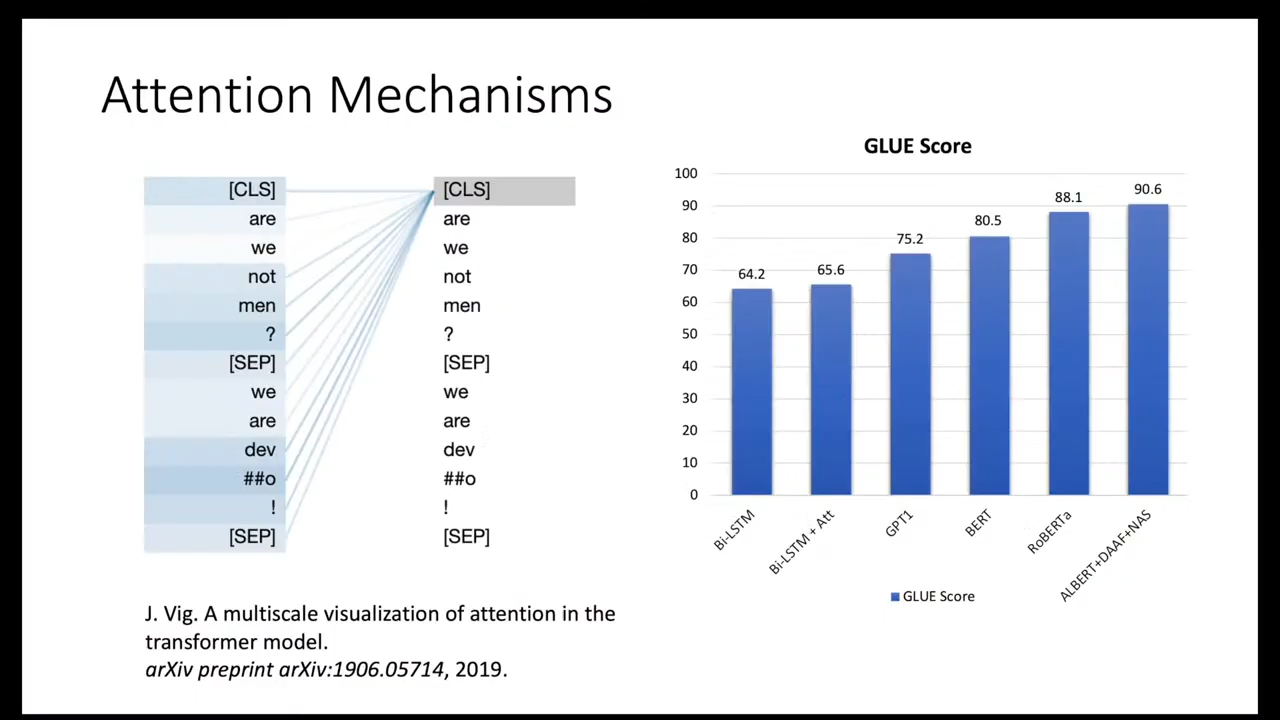 Attention Mechanisms
[CLS] [CLS]
are are
we we
not not
men men
? ?
[SEP] [SEP]
we we
are are
dev dev
##o ##o
! !
[SEP] [SEP]
J. Vig. A multiscale visualization of attention in the
transformer model.
arXiv preprint arXiv:1906.05714, 2019.
GLUE Score
100
90
80
70
60
50
40
30
20
10
0
64.2
65.6
75.2
80.5
88.1
90.6
Bi-LSTM
Bi-LSTM + Att
GPT1
BERT
RoBERTa
ALBERT+DAAF+NAS
GLUE Score